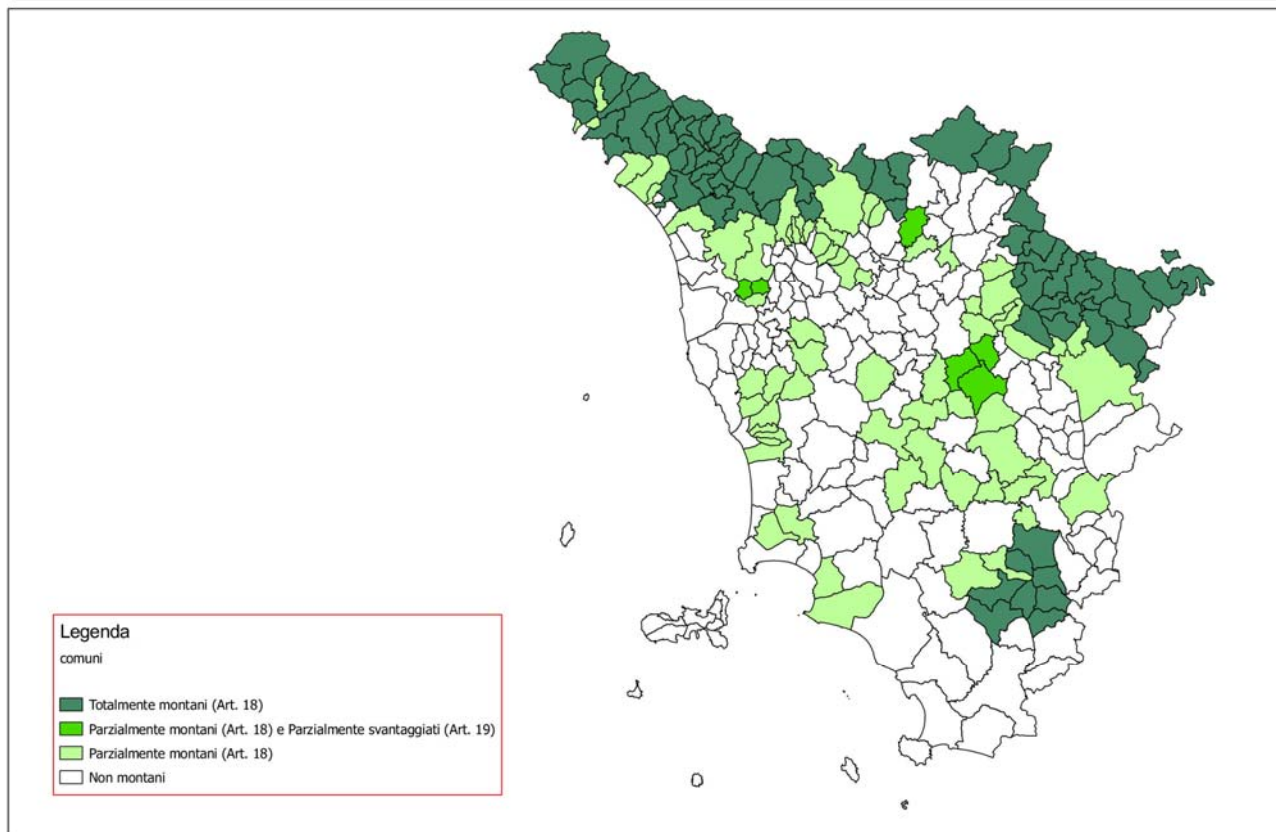 Legenda
comuni
Totalmente montani (Art. 18)
Parzialmente montani (Art. 18) e Parzialmente svantaggiati (Art. 19)
Parzialmente montani (Art. 18)
Non montani